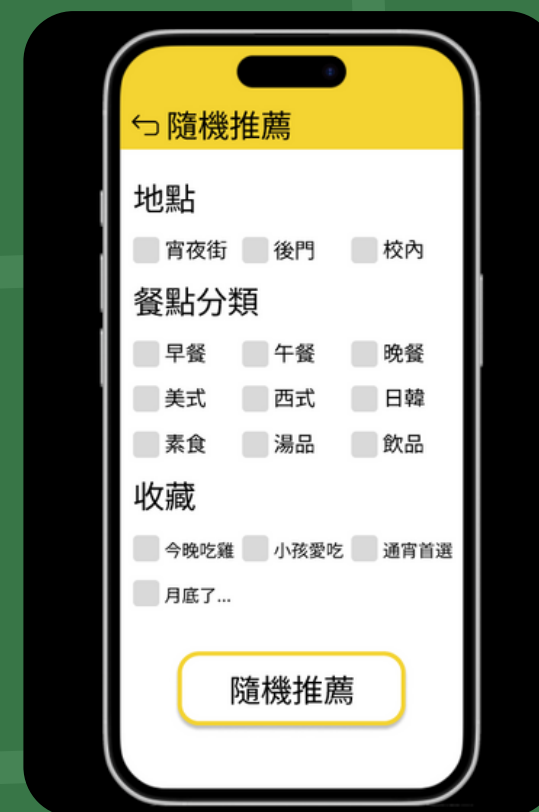 隨機推薦
地點
宵夜街 後門 校內
餐點分類
早餐 午餐 晚餐
美式 西式 日韓
素食 湯品 飲品
收藏
今晚吃雞 小孩愛吃 通宵首選
月底了...
隨機推薦